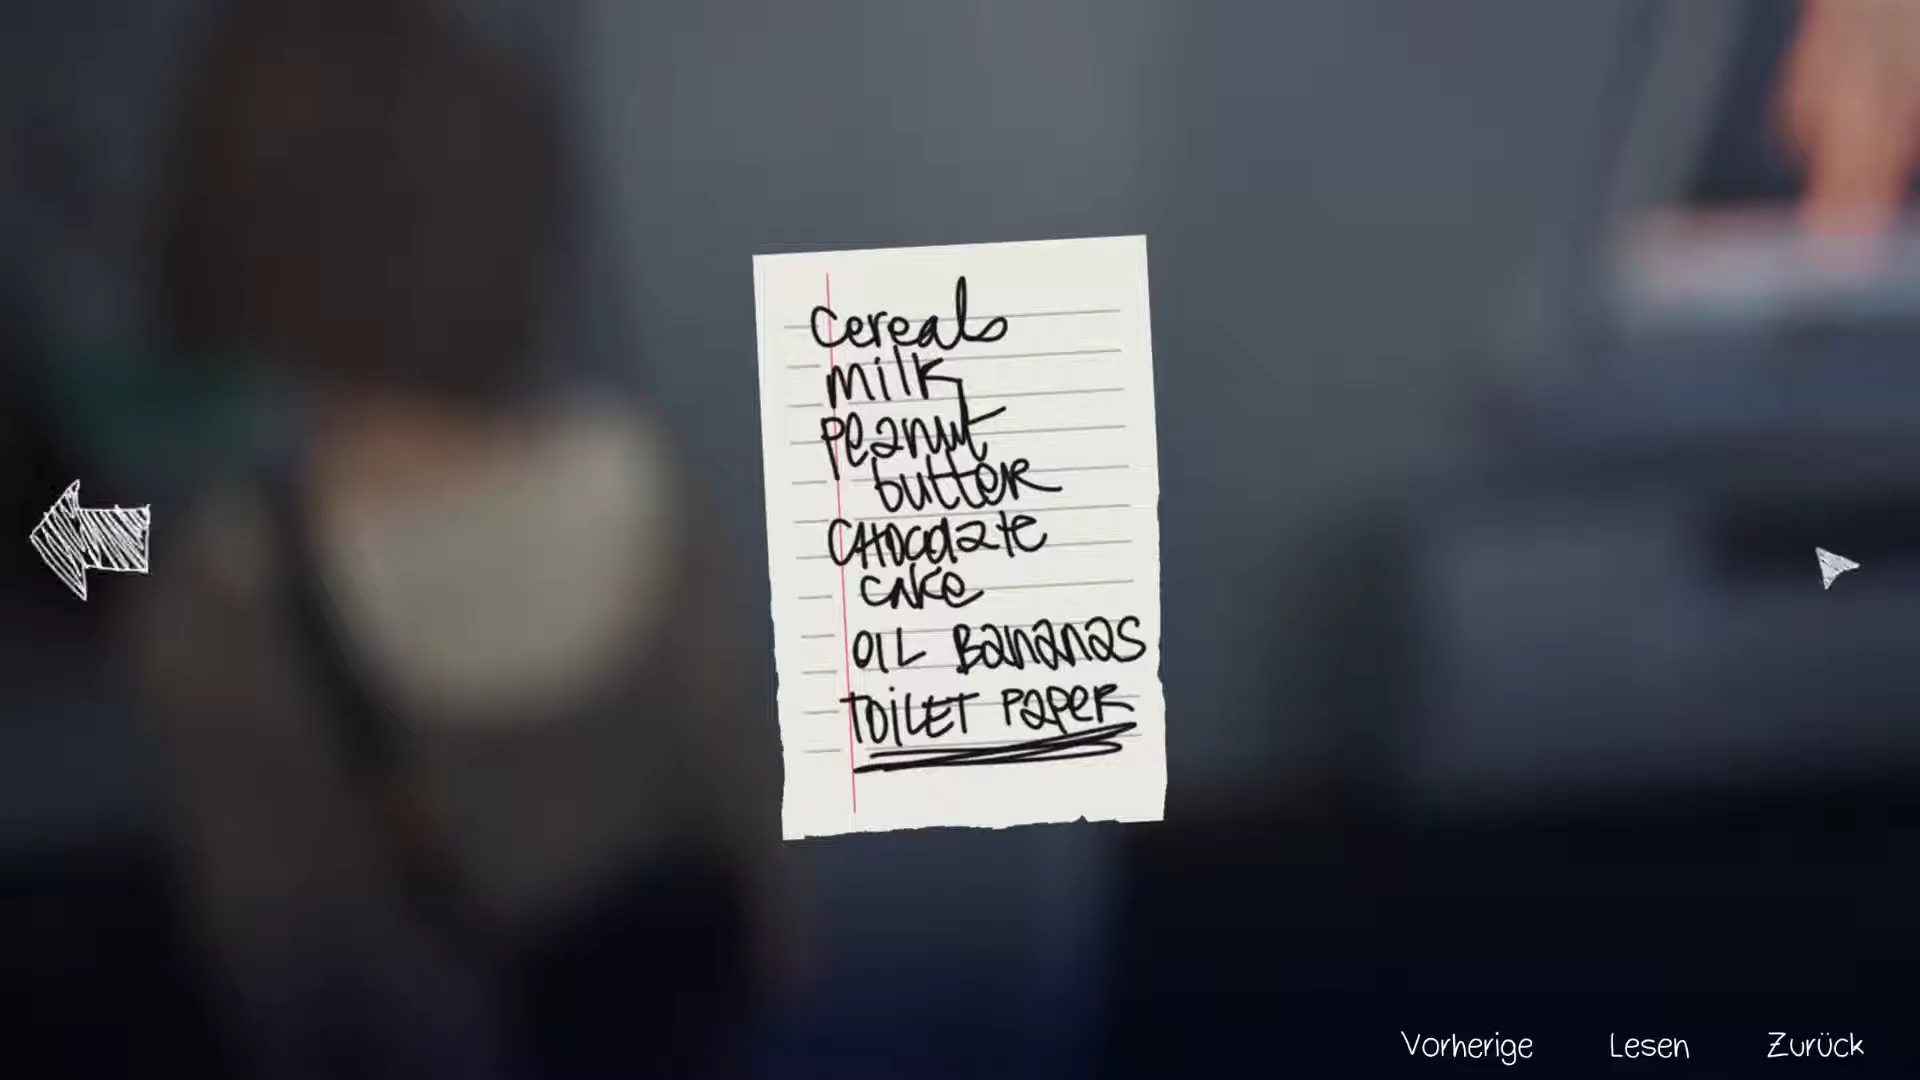 cereals
milk
Peanut
butter
CHocolate
cake
OIL Bananas
TOiLET PaPeR
Vorherige Lesen Zurück